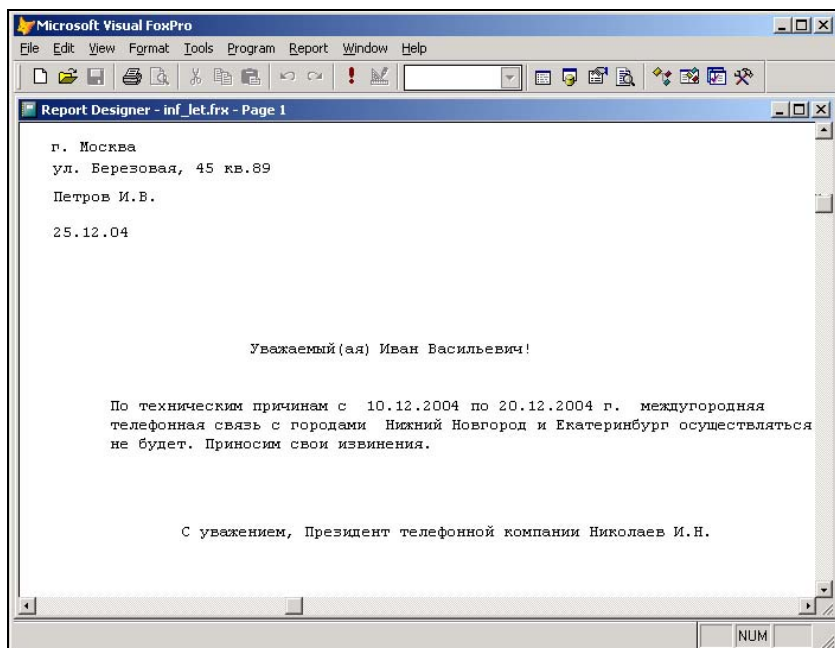 Microsoft Visual FoxPro
File Edit View Format Tools Program Report Window Help
Report Designer - inf_let.frx - Page 1
г. Москва
ул. Березовая, 45 кв.89
Петров И.В.
25.12.04
Уважаемый(ая) Иван Васильевич!
По техническим причинам с 10.12.2004 по 20.12.2004 г. междугородняя
телефонная связь с городами Нижний Новгород и Екатеринбург осуществляться
не будет. Приносим свои извинения.
С уважением, Президент телефонной компании Николаев И.Н.
NUM